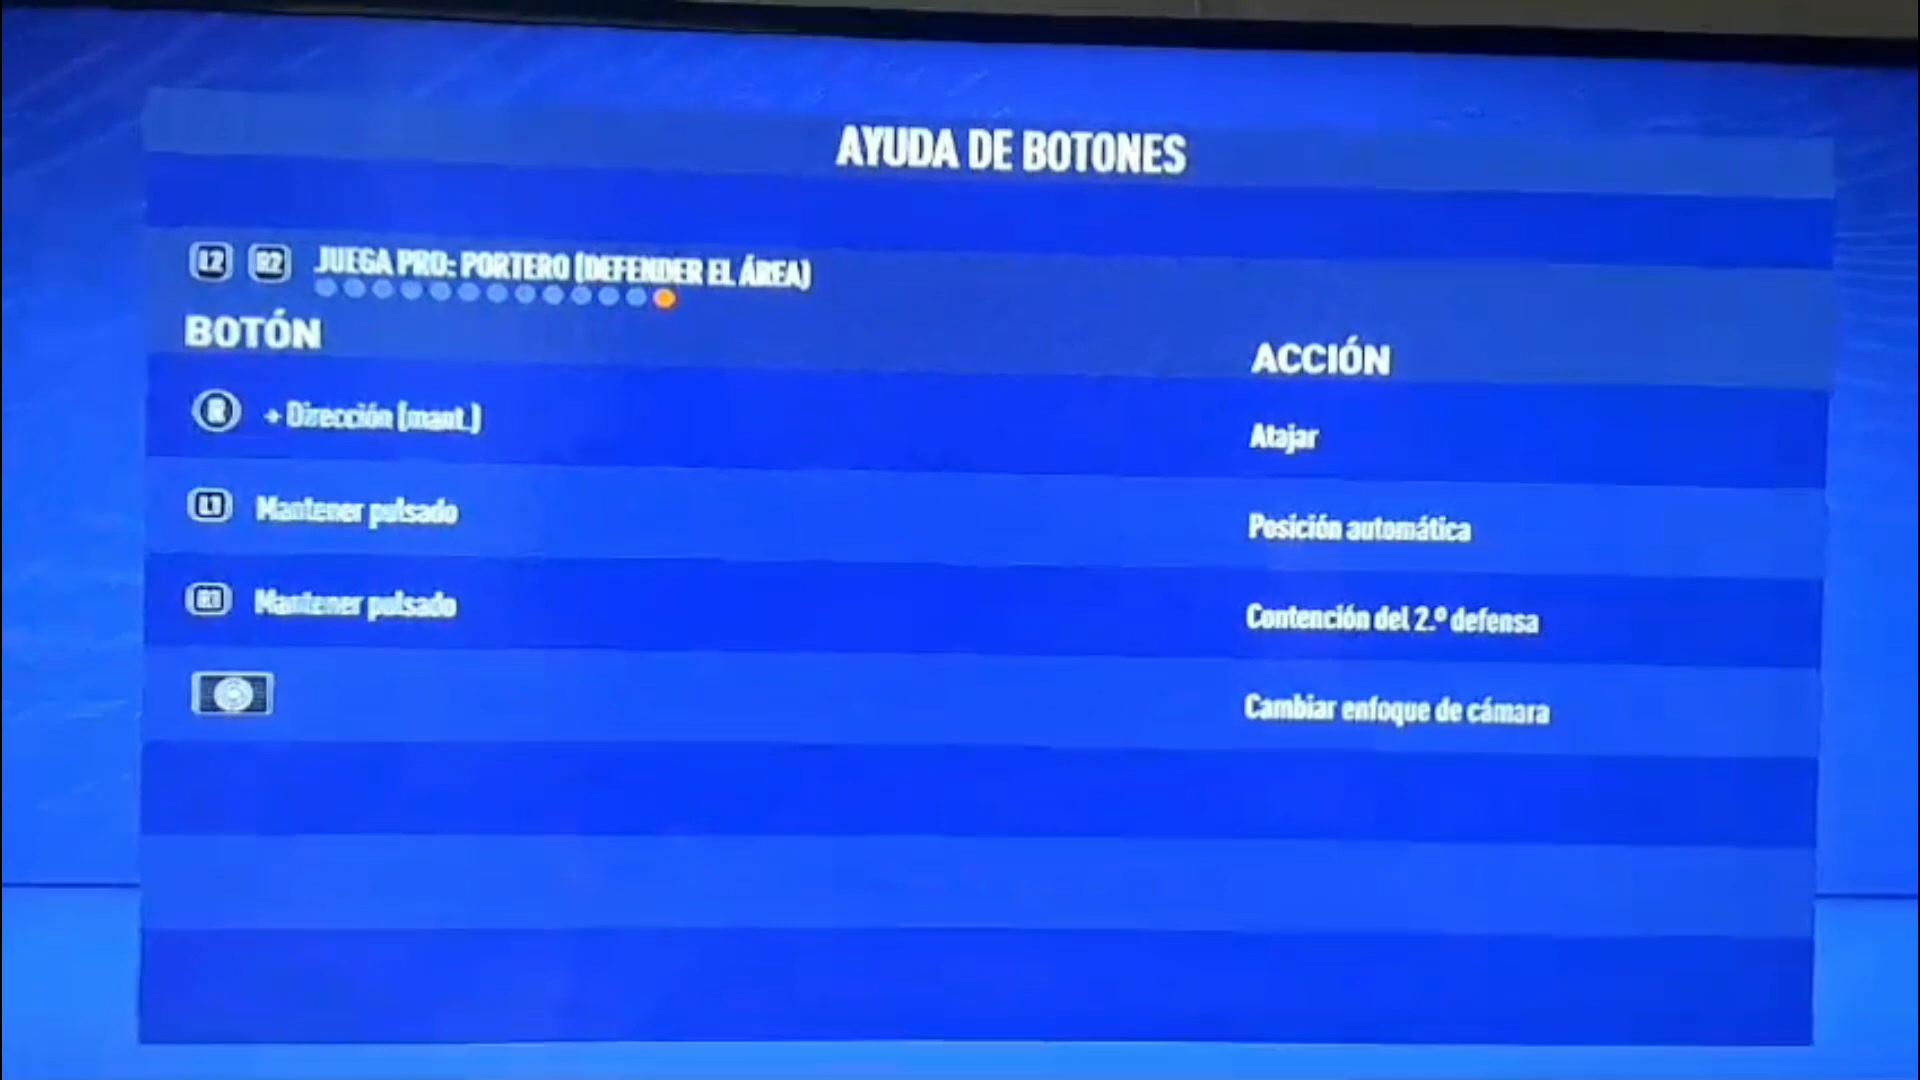 AYUDA DE BOTONES
L2 R2 JUEGA PRO: PORTERO (DEFENDER EL ÁREA)
BOTÓN ACCIÓN
R + Dirección (mant.) Atajar
L1 Mantener pulsado Posición automática
R1 Mantener pulsado Contención del 2.º defensa
Cambiar enfoque de cámara